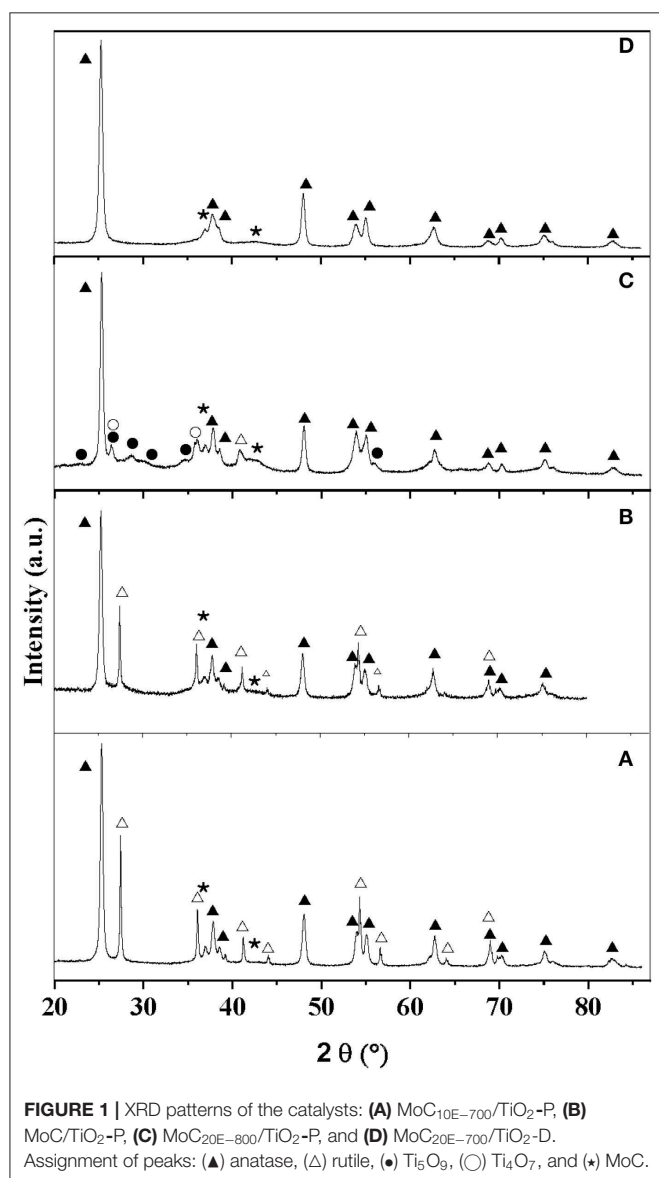 D
C
B
A
Intensity (a.u.)
20 30 40 50 60 70 80
2 θ (°)
FIGURE 1 | XRD patterns of the catalysts: (A) MoC10E−700/TiO2-P, (B)
MoC/TiO2-P, (C) MoC20E−800/TiO2-P, and (D) MoC20E−700/TiO2-D.
Assignment of peaks: (▲) anatase, (△) rutile, (●) Ti5O9, (◯) Ti4O7, and (★) MoC.